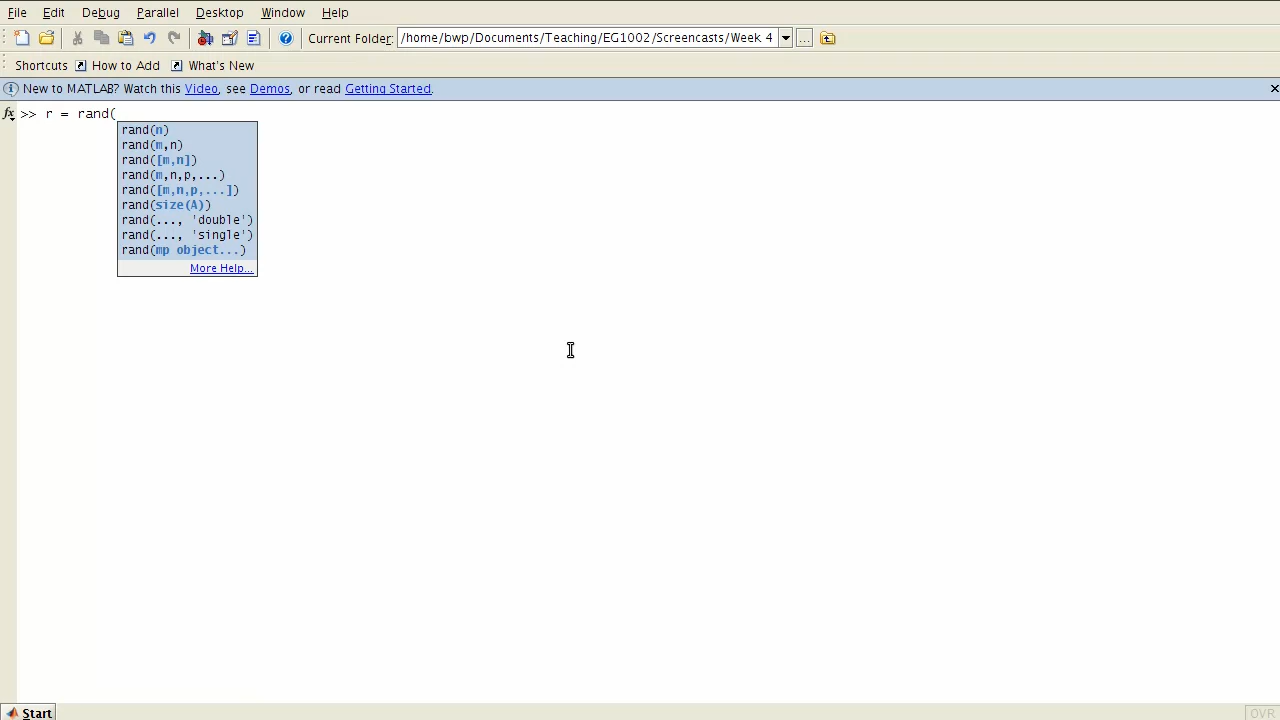 File Edit Debug Parallel Desktop Window Help
Current Folder: /home/bwp/Documents/Teaching/EG1002/Screencasts/Week 4 ...
Shortcuts How to Add What's New
New to MATLAB? Watch this Video, see Demos, or read Getting Started.
fx >> r = rand(
rand(n)
rand(m,n)
rand([m,n])
rand(m,n,p,...)
rand([m,n,p,...])
rand(size(A))
rand(..., 'double')
rand(..., 'single')
rand(mp object...)
More Help...
Start
OVR